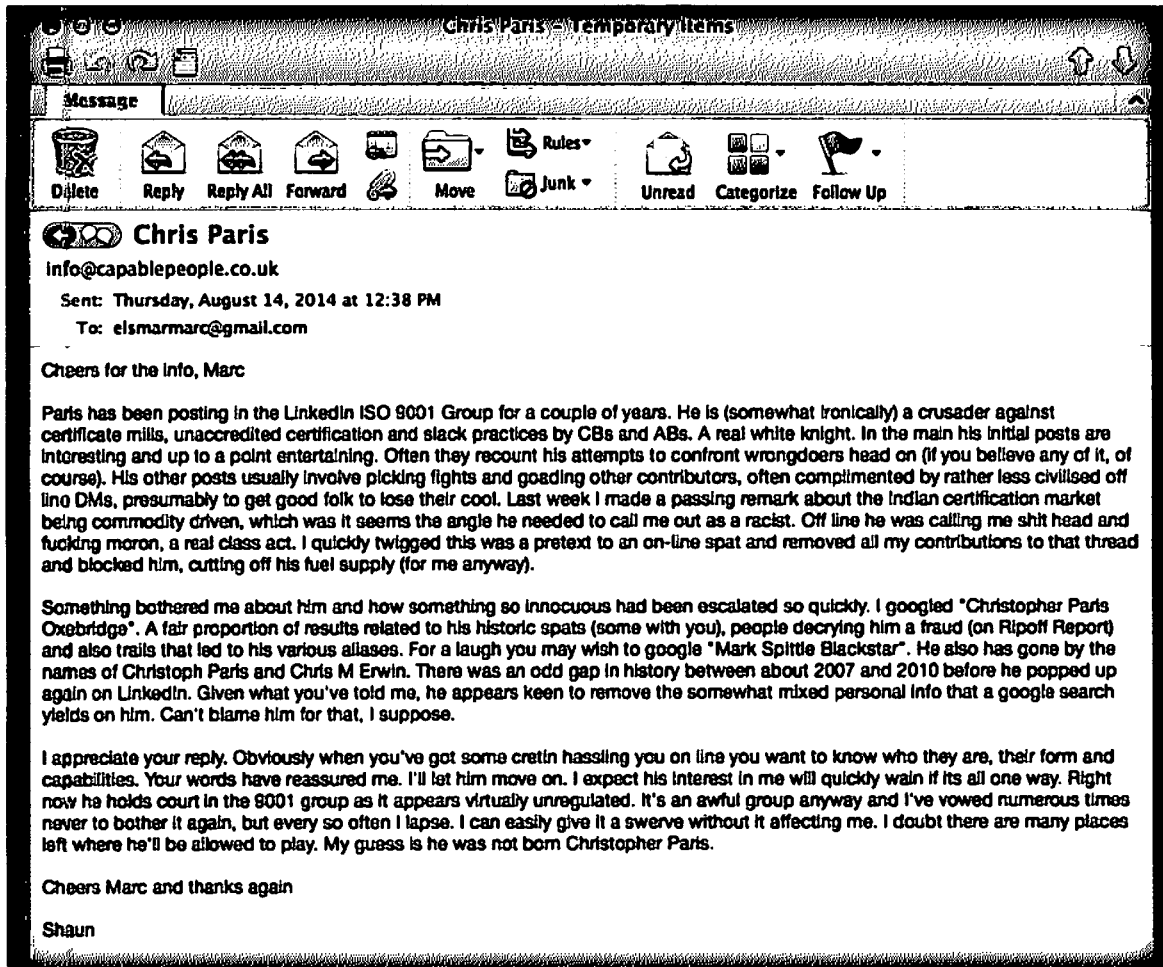 Chris Paris – Temporary Items
Message
Rules
Junk
Delete Reply Reply All Forward Move Unread Categorize Follow Up
Chris Paris
info@capablepeople.co.uk
Sent: Thursday, August 14, 2014 at 12:38 PM
To: elsmarmarc@gmail.com
Cheers for the info, Marc
Paris has been posting in the LinkedIn ISO 9001 Group for a couple of years. He is (somewhat ironically) a crusader against
certificate mills, unaccredited certification and slack practices by CBs and ABs. A real white knight. In the main his initial posts are
interesting and up to a point entertaining. Often they recount his attempts to confront wrongdoers head on (if you believe any of it, of
course). His other posts usually involve picking fights and goading other contributors, often complimented by rather less civilised off
line DMs, presumably to get good folk to lose their cool. Last week I made a passing remark about the Indian certification market
being commodity driven, which was it seems the angle he needed to call me out as a racist. Off line he was calling me shit head and
fucking moron, a real class act. I quickly twigged this was a pretext to an on-line spat and removed all my contributions to that thread
and blocked him, cutting off his fuel supply (for me anyway).
Something bothered me about him and how something so innocuous had been escalated so quickly. I googled "Christopher Paris
Oxebridge". A fair proportion of results related to his historic spats (some with you), people decrying him a fraud (on Ripoff Report)
and also trails that led to his various aliases. For a laugh you may wish to google "Mark Spittle Blackstar". He also has gone by the
names of Christoph Paris and Chris M Erwin. There was an odd gap in history between about 2007 and 2010 before he popped up
again on LinkedIn. Given what you've told me, he appears keen to remove the somewhat mixed personal info that a google search
yields on him. Can't blame him for that, I suppose.
I appreciate your reply. Obviously when you've got some cretin hassling you on line you want to know who they are, their form and
capabilities. Your words have reassured me. I'll let him move on. I expect his interest in me will quickly wain if its all one way. Right
now he holds court in the 9001 group as it appears virtually unregulated. It's an awful group anyway and I've vowed numerous times
never to bother it again, but every so often I lapse. I can easily give it a swerve without it affecting me. I doubt there are many places
left where he'll be allowed to play. My guess is he was not born Christopher Paris.
Cheers Marc and thanks again
Shaun